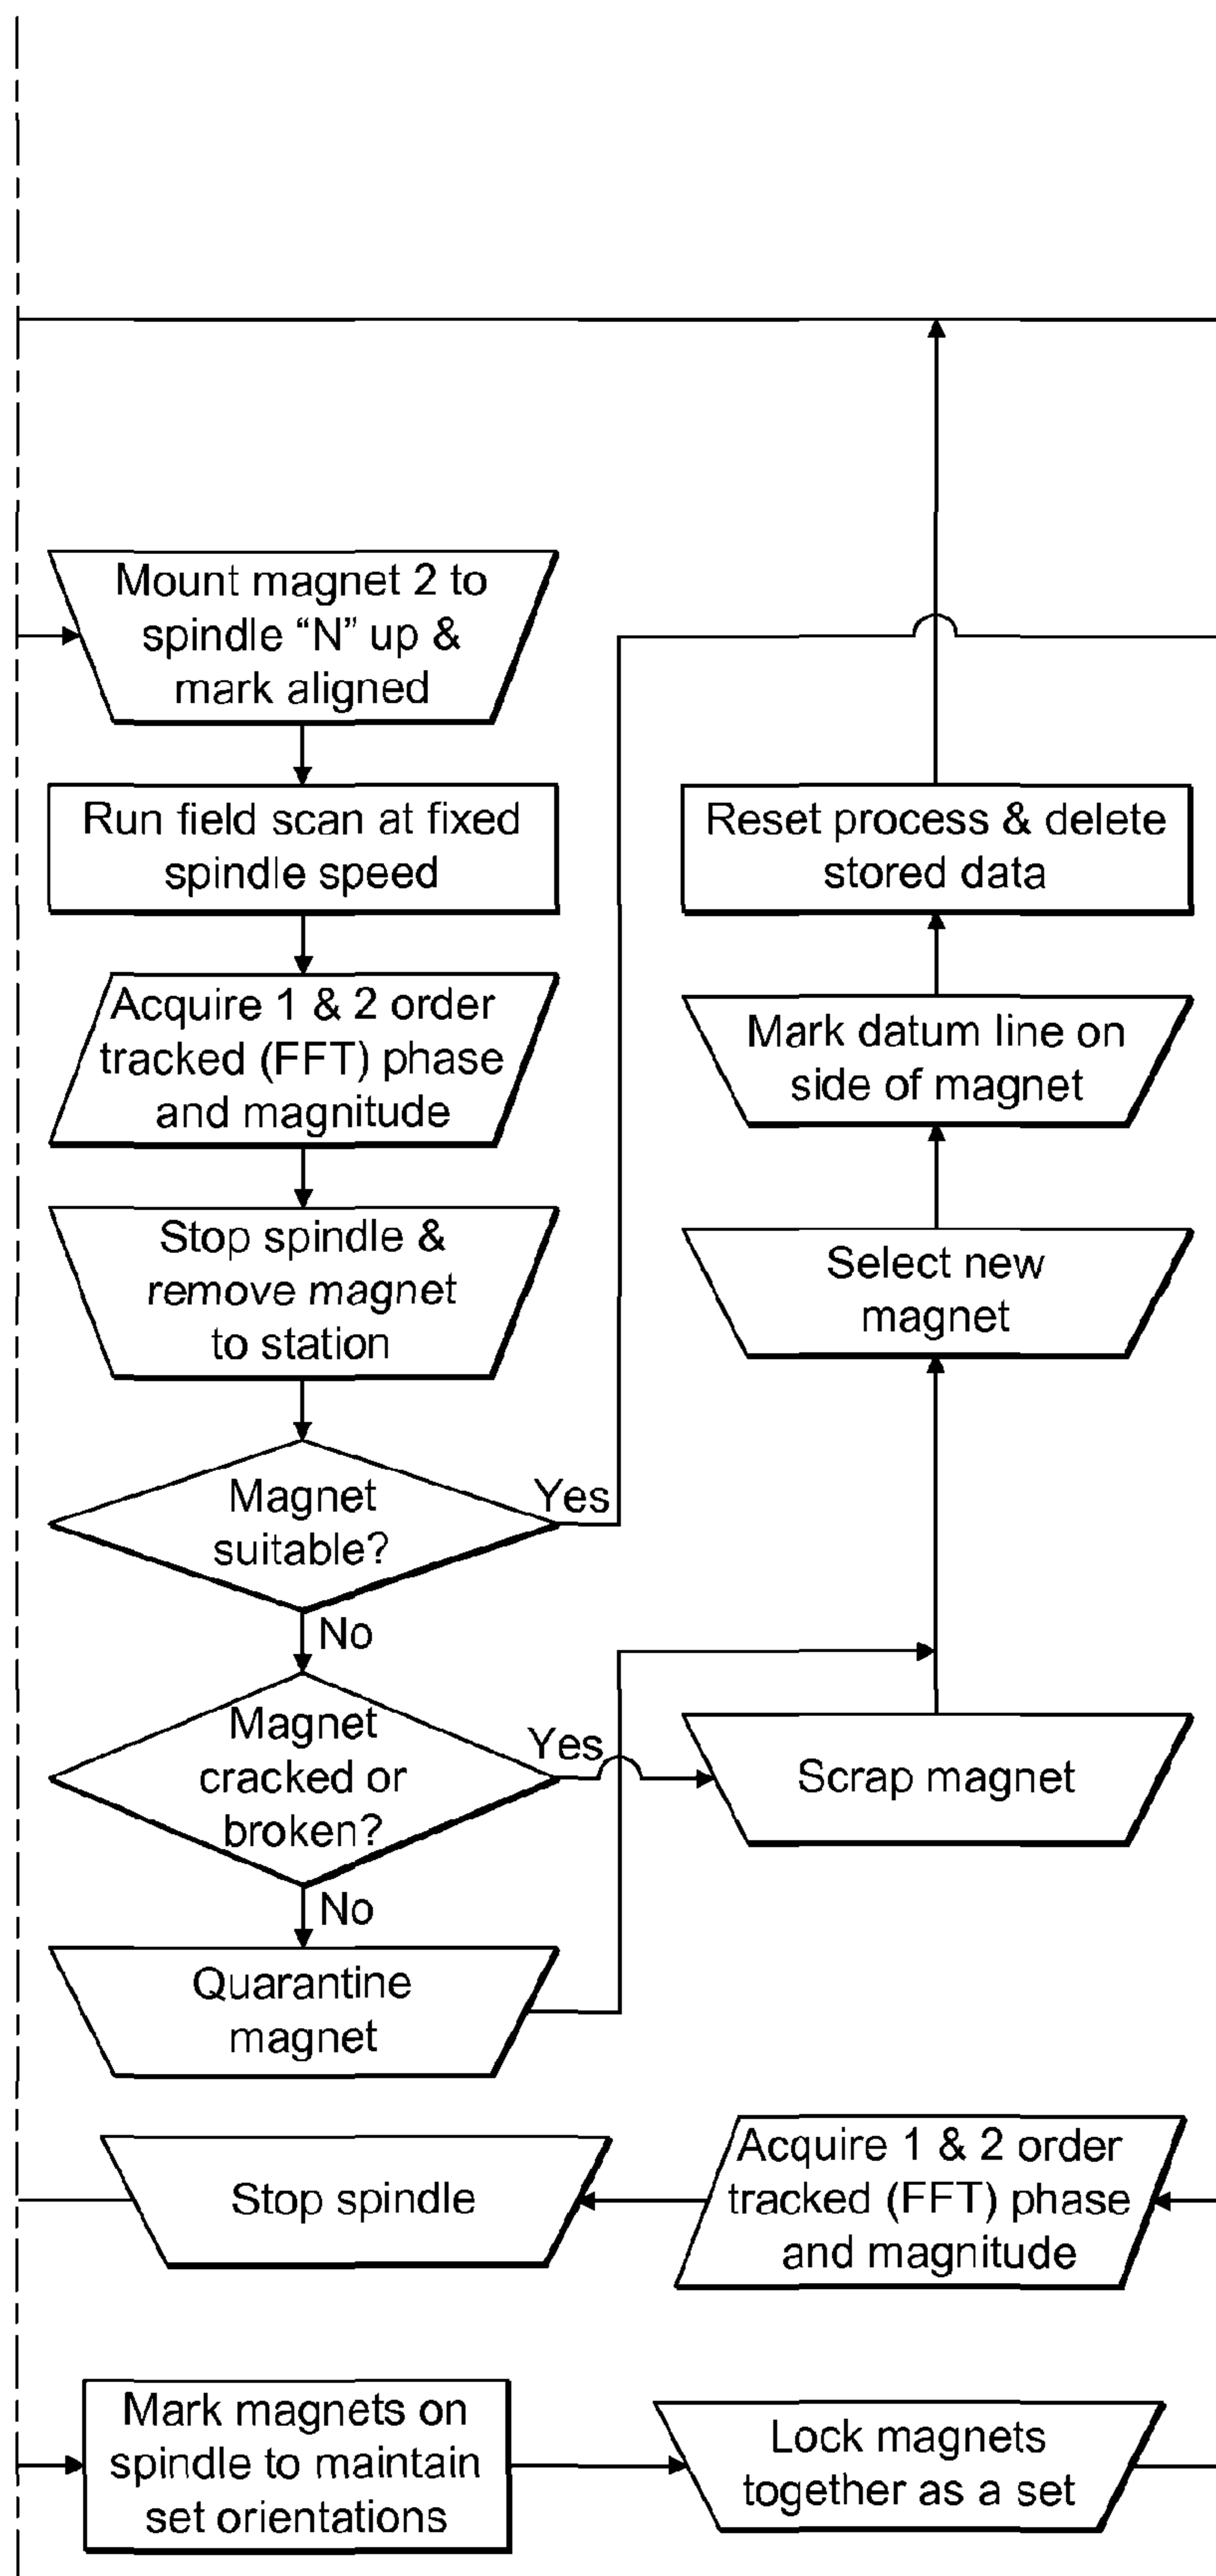 Mount magnet 2 to
spindle “N” up &
mark aligned
Run field scan at fixed
spindle speed
Acquire 1 & 2 order
tracked (FFT) phase
and magnitude
Stop spindle &
remove magnet
to station
Magnet
suitable?
Yes
No
Magnet
cracked or
broken?
Yes
No
Quarantine
magnet
Reset process & delete
stored data
Mark datum line on
side of magnet
Select new
magnet
Scrap magnet
Stop spindle
Acquire 1 & 2 order
tracked (FFT) phase
and magnitude
Mark magnets on
spindle to maintain
set orientations
Lock magnets
together as a set